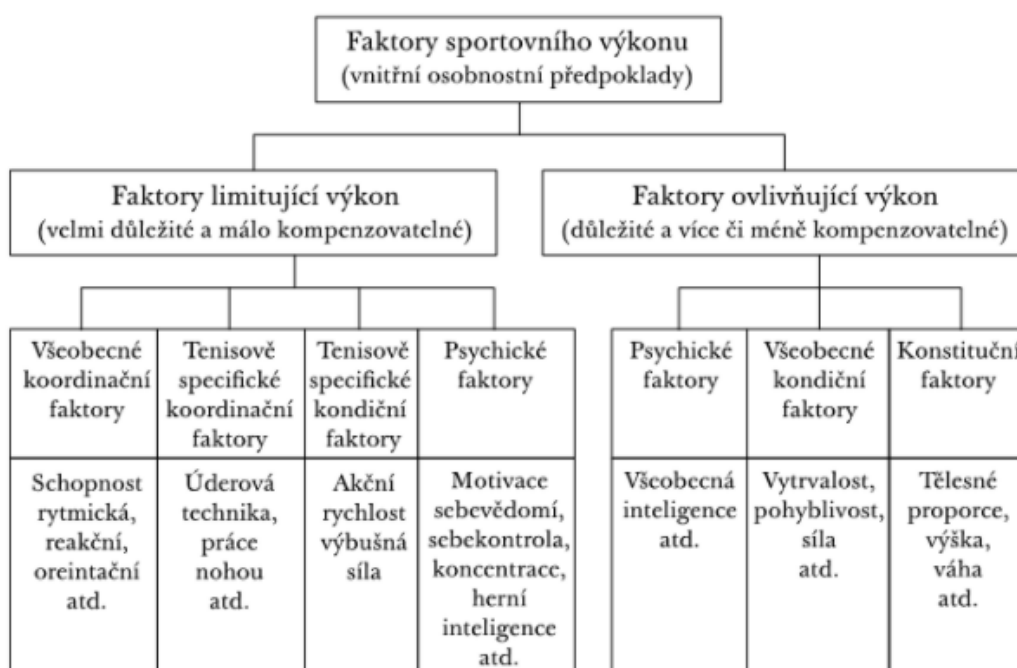 Faktory sportovního výkonu
(vnitřní osobnostní předpoklady)
Faktory limitující výkon
(velmi důležité a málo kompenzovatelné)
Faktory ovlivňující výkon
(důležité a více či méně kompenzovatelné)
Všeobecné
koordinační
faktory
Tenisově
specifické
koordinační
faktory
Tenisově
specifické
kondiční
faktory
Psychické
faktory
Psychické
faktory
Všeobecné
kondiční
faktory
Konstituční
faktory
Schopnost
rytmická,
reakční,
oreintační
atd.
Úderová
technika,
práce
nohou
atd.
Akční
rychlost
výbušná
síla
Motivace
sebevědomí,
sebekontrola,
koncentrace,
herní
inteligence
atd.
Všeobecná
inteligence
atd.
Vytrvalost,
pohyblivost,
síla
atd.
Tělesné
proporce,
výška,
váha
atd.